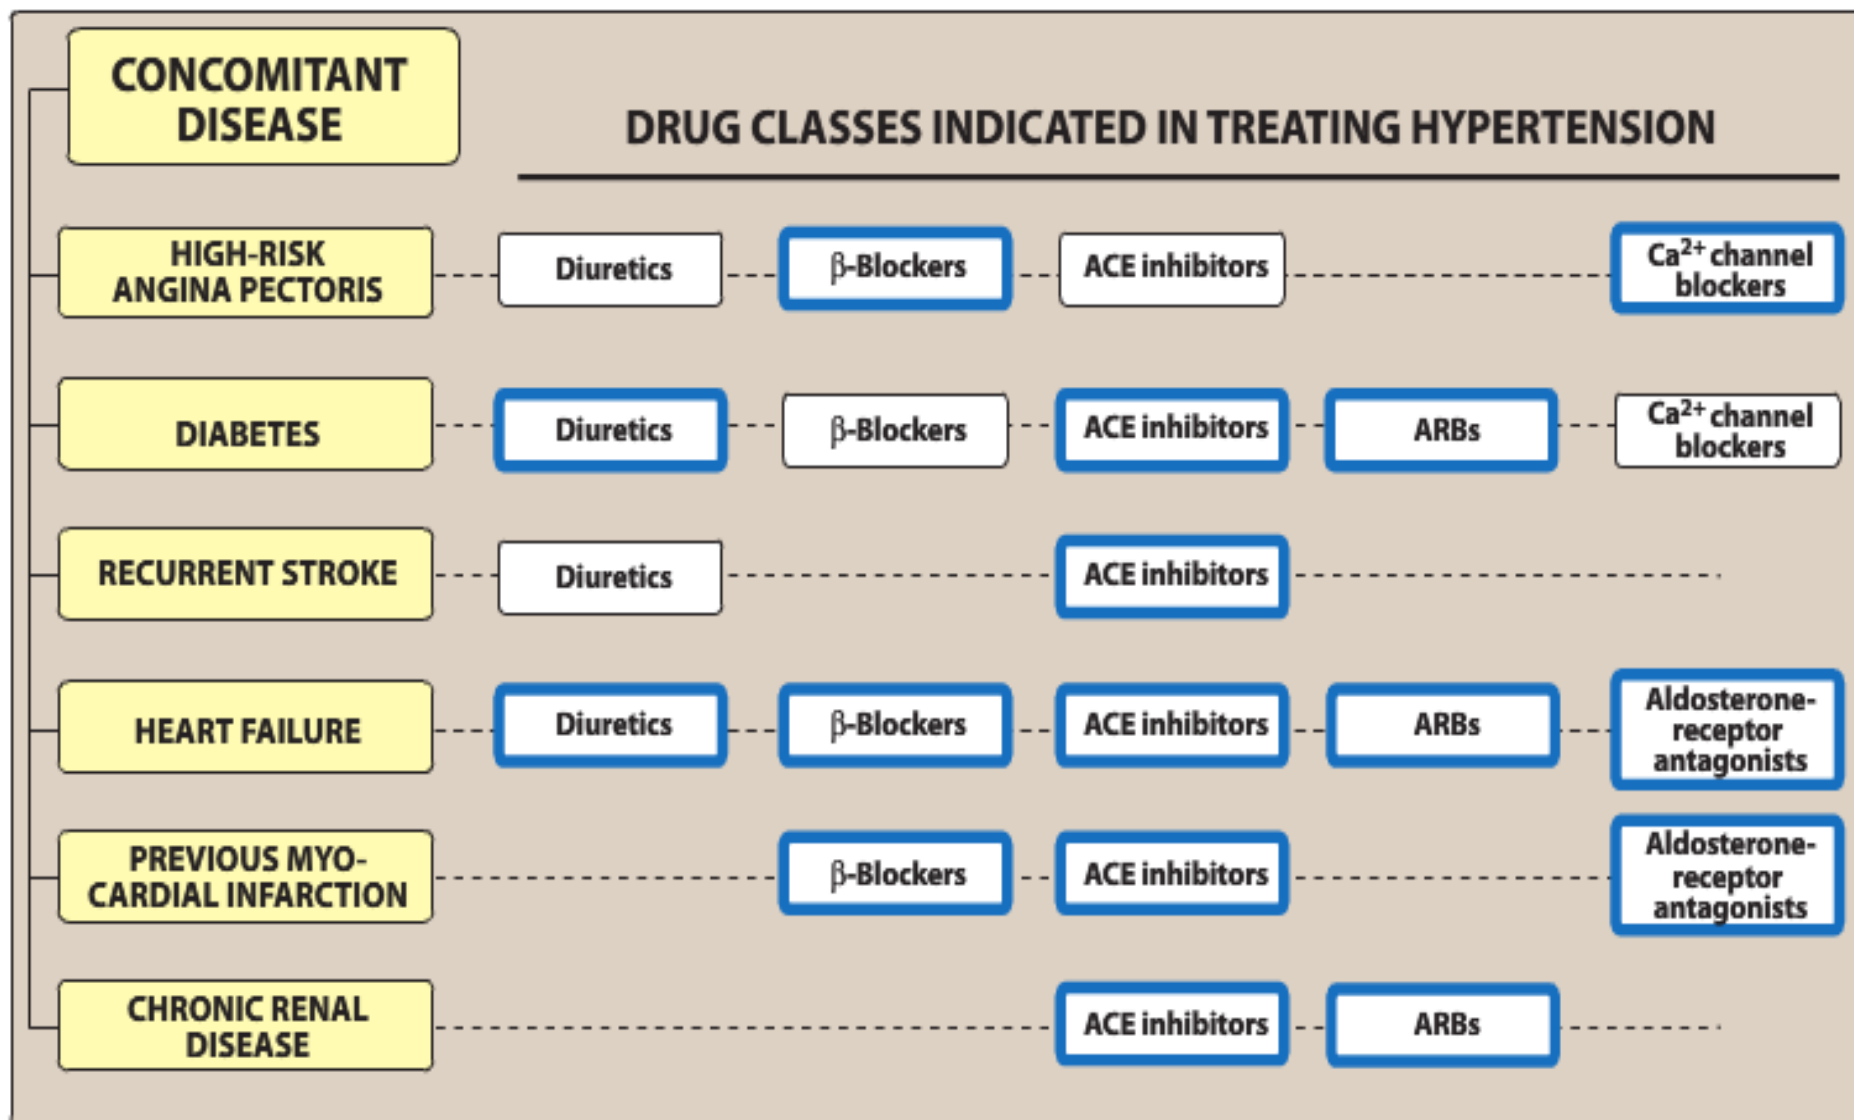 CONCOMITANT
DISEASE
DRUG CLASSES INDICATED IN TREATING HYPERTENSION
HIGH-RISK
ANGINA PECTORIS
Diuretics
β-Blockers
ACE inhibitors
Ca²⁺ channel
blockers
DIABETES
Diuretics
β-Blockers
ACE inhibitors
ARBs
Ca²⁺ channel
blockers
RECURRENT STROKE
Diuretics
ACE inhibitors
HEART FAILURE
Diuretics
β-Blockers
ACE inhibitors
ARBs
Aldosterone-
receptor
antagonists
PREVIOUS MYO-
CARDIAL INFARCTION
β-Blockers
ACE inhibitors
Aldosterone-
receptor
antagonists
CHRONIC RENAL
DISEASE
ACE inhibitors
ARBs